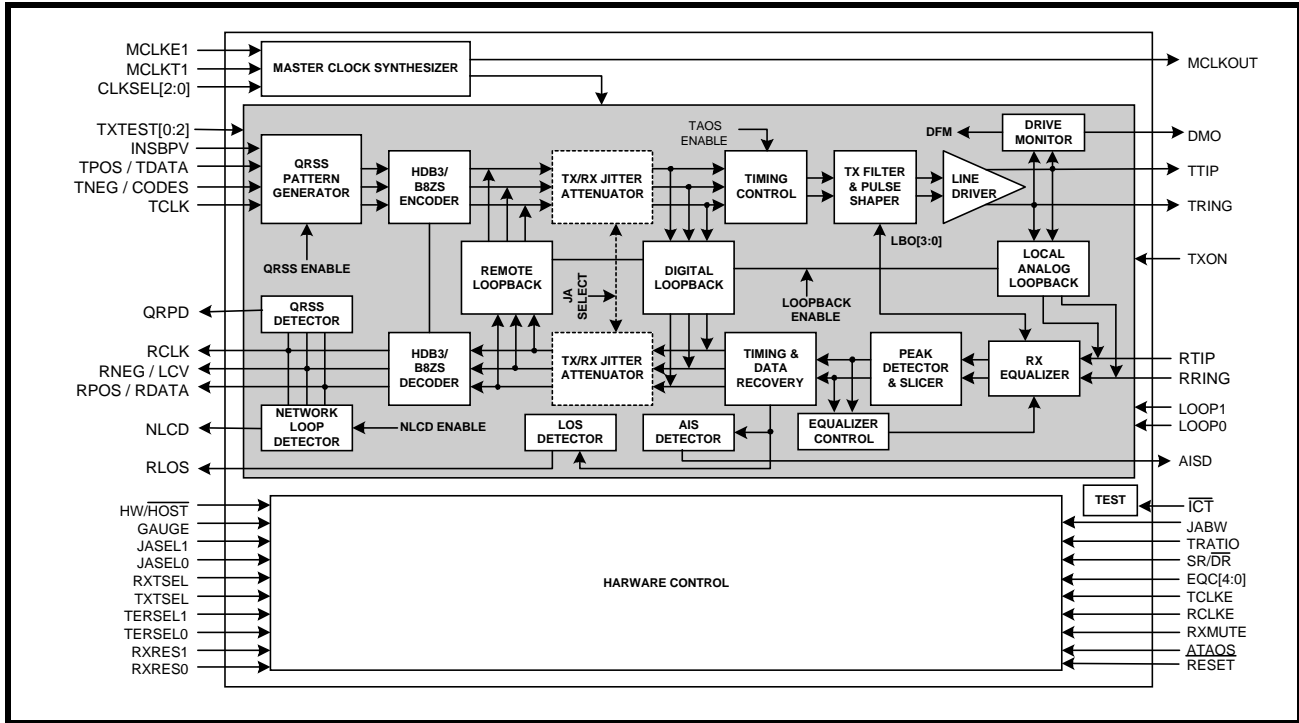 MCLKE1
MCLKT1
CLKSEL[2:0]
MASTER CLOCK SYNTHESIZER
MCLKOUT
TXTEST[0:2]
INSBPV
TPOS / TDATA
TNEG / CODES
TCLK
QRSS
PATTERN
GENERATOR
HDB3/
B8ZS
ENCODER
TX/RX JITTER
ATTENUATOR
TAOS
ENABLE
TIMING
CONTROL
TX FILTER
& PULSE
SHAPER
LINE
DRIVER
DFM
DRIVE
MONITOR
DMO
TTIP
TRING
QRSS ENABLE
REMOTE
LOOPBACK
JA
SELECT
DIGITAL
LOOPBACK
LOOPBACK
ENABLE
LBO[3:0]
LOCAL
ANALOG
LOOPBACK
TXON
QRPD
RCLK
RNEG / LCV
RPOS / RDATA
NLCD
RLOS
QRSS
DETECTOR
NETWORK
LOOP
DETECTOR
NLCD ENABLE
HDB3/
B8ZS
DECODER
TX/RX JITTER
ATTENUATOR
TIMING &
DATA
RECOVERY
PEAK
DETECTOR
& SLICER
RX
EQUALIZER
LOS
DETECTOR
AIS
DETECTOR
EQUALIZER
CONTROL
RTIP
RRING
LOOP1
LOOP0
AISD
HW/HOST
GAUGE
JASEL1
JASEL0
RXTSEL
TXTSEL
TERSEL1
TERSEL0
RXRES1
RXRES0
HARWARE CONTROL
TEST
ICT
JABW
TRATIO
SR/DR
EQC[4:0]
TCLKE
RCLKE
RXMUTE
ATAOS
RESET